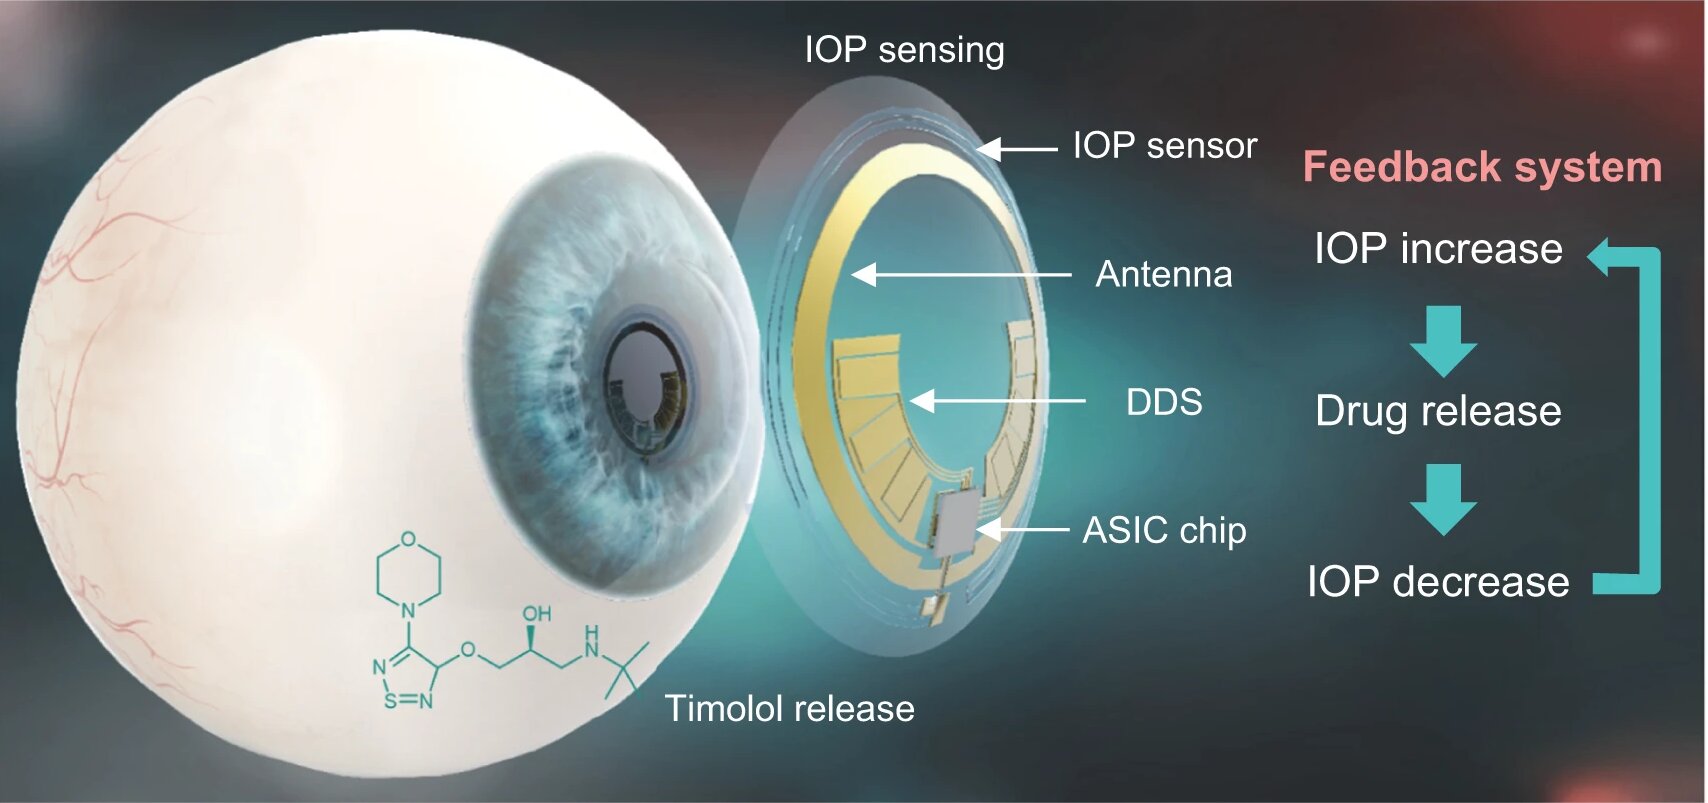 IOP sensing
IOP sensor
Antenna
DDS
ASIC chip
Timolol release
Feedback system
IOP increase
Drug release
IOP decrease
O
N
OH
H
N
O
N
S=N